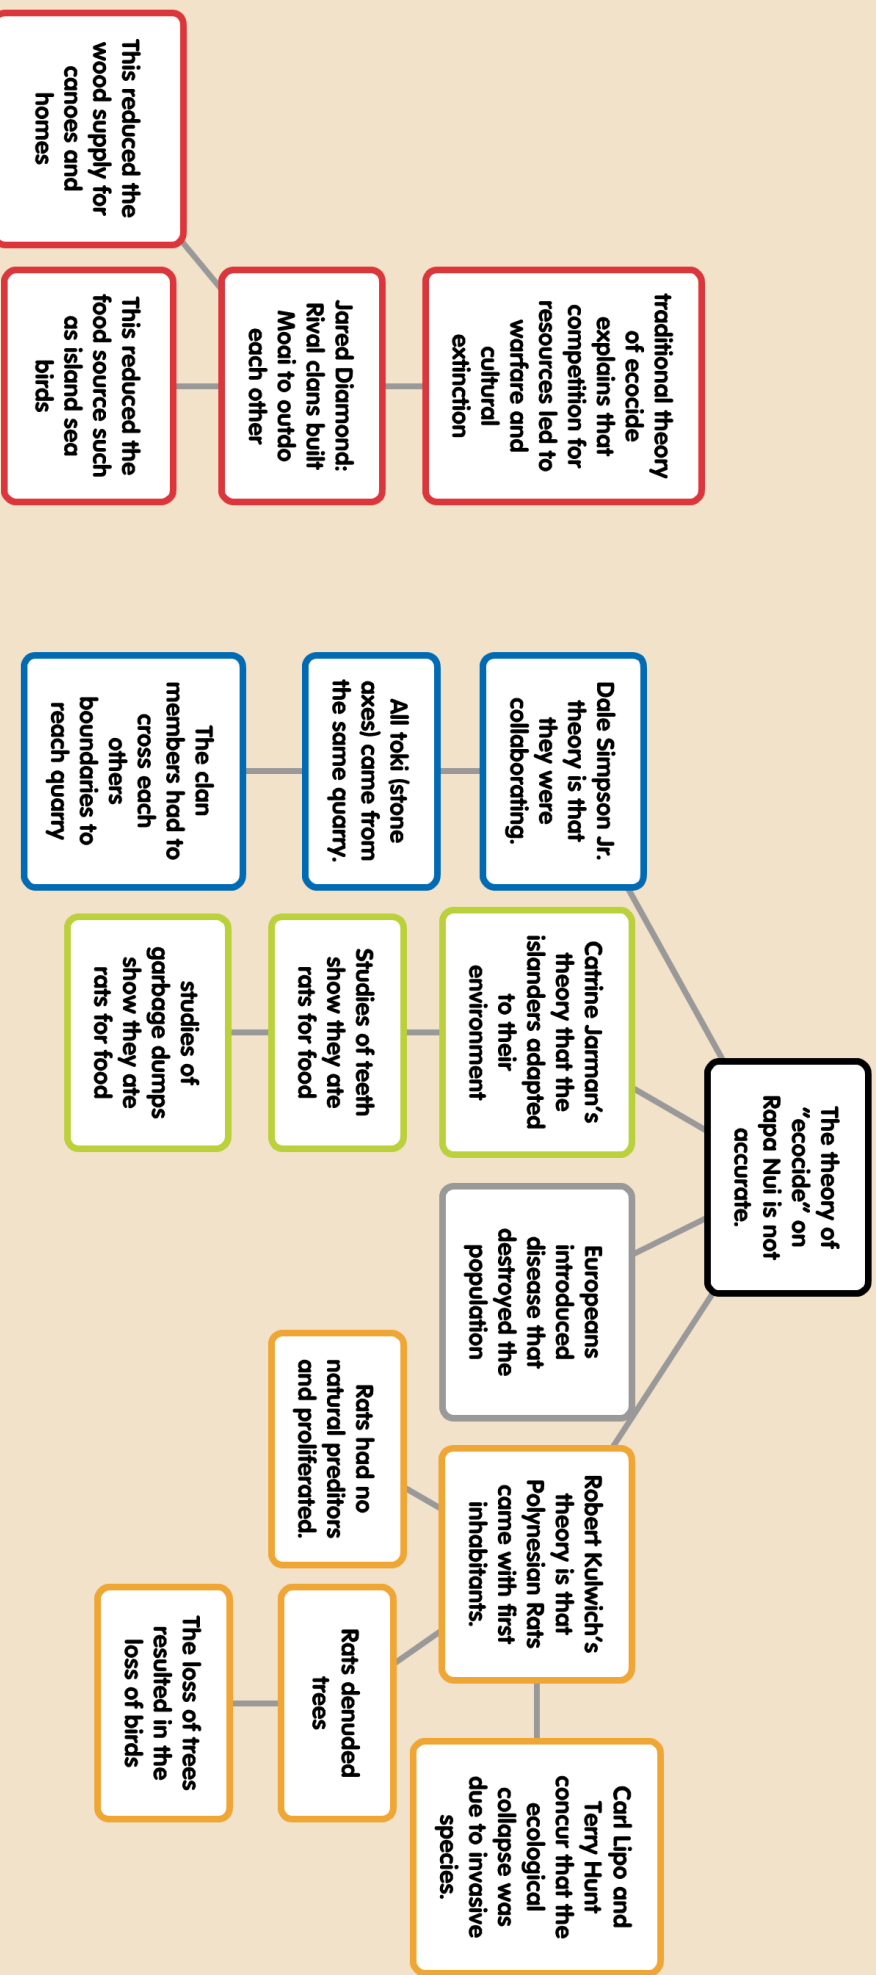 The theory of
“ecocide” on
Rapa Nui is not
accurate.
traditional theory
of ecocide
explains that
competition for
resources led to
warfare and
cultural
extinction
Jared Diamond:
Rival clans built
Moai to outdo
each other
This reduced the
wood supply for
canoes and
homes
This reduced the
food source such
as island sea
birds
Dale Simpson Jr.
theory is that
they were
collaborating.
All toki (stone
axes) came from
the same quarry.
The clan
members had to
cross each
others
boundaries to
reach quarry
Catrine Jarman’s
theory that the
islanders adapted
to their
environment
Studies of teeth
show they ate
rats for food
studies of
garbage dumps
show they ate
rats for food
Europeans
introduced
disease that
destroyed the
population
Robert Kulwich’s
theory is that
Polynesian Rats
came with first
inhabitants.
Rats had no
natural preditors
and proliferated.
Rats denuded
trees
The loss of trees
resulted in the
loss of birds
Carl Lipo and
Terry Hunt
concur that the
ecological
collapse was
due to invasive
species.